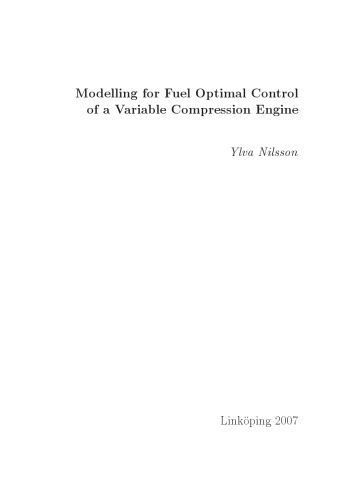 Modelling for Fuel Optimal Control
of a Variable Compression Engine
Ylva Nilsson
Linköping 2007